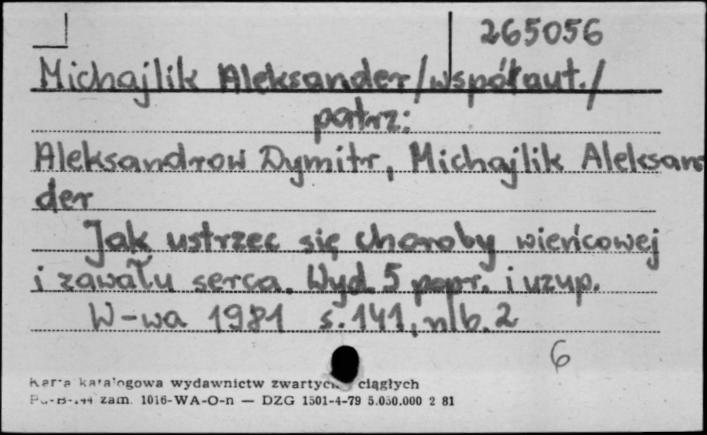 265056
Michajlik Aleksander/współaut./
patrz:
Aleksandrow Dymitr, Michajlik Aleksan
der
Jak ustrzec się choroby wieńcowej
i zawału serca. Wyd. 5 popr. i uzup.
W-wa 1981 s. 141, nlb. 2
6
Karta katalogowa wydawnictw zwartych ciągłych
zam. 1016-WA-O-n — DZG 1501-4-79 5.050.000 2 81